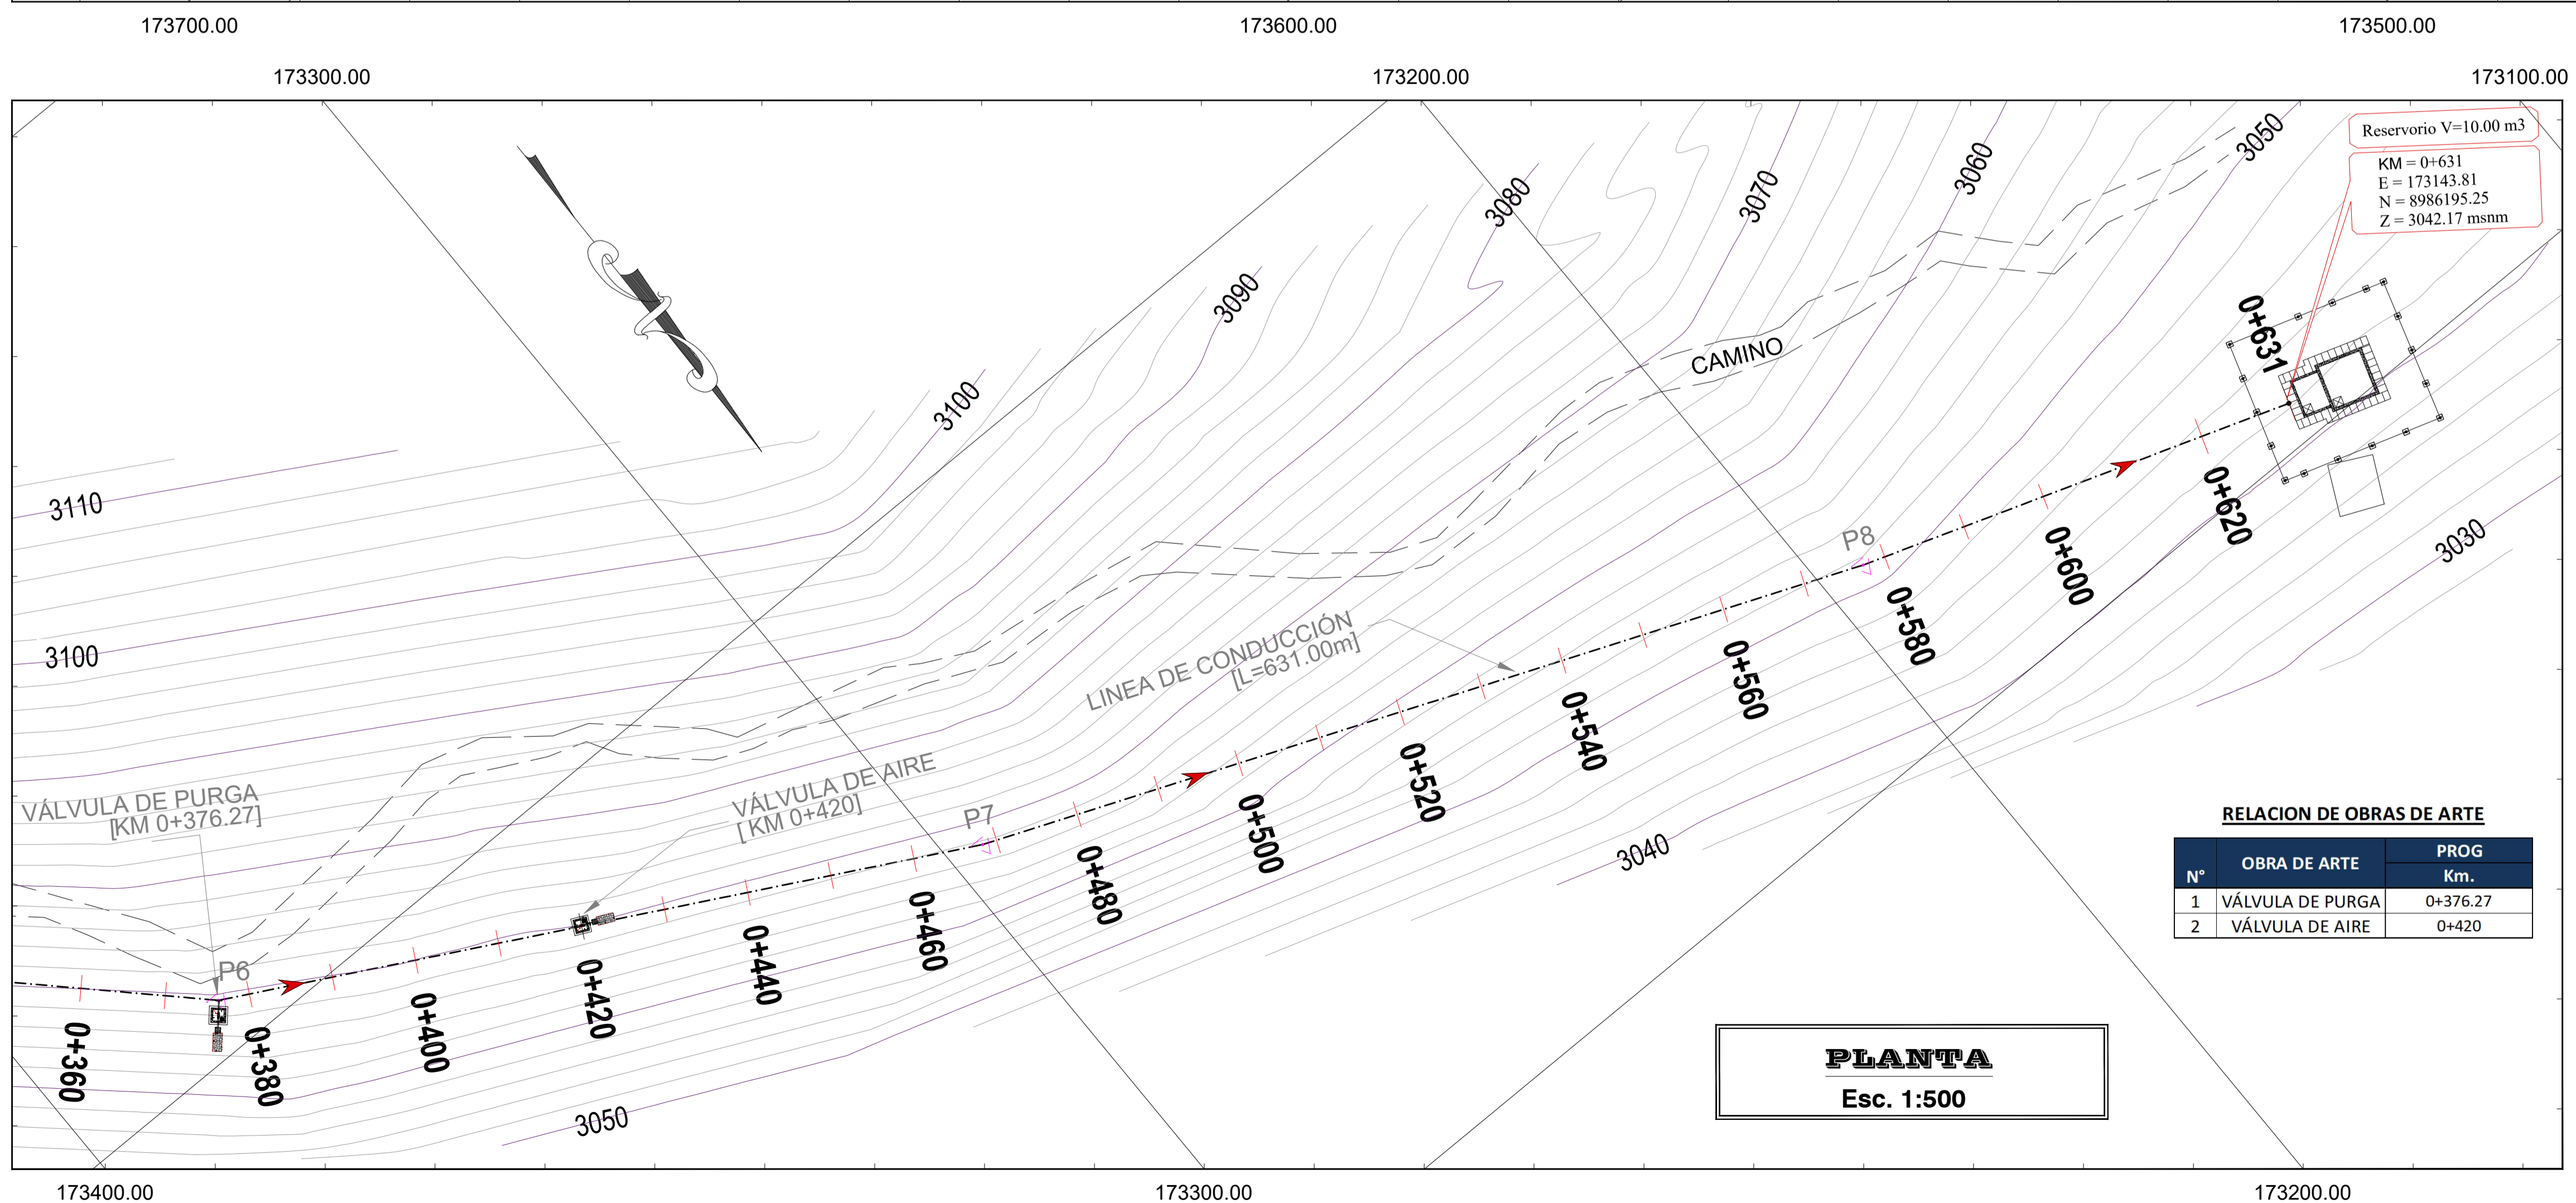 173700.00
173600.00
173500.00
173300.00
173200.00
173100.00
Reservorio V=10.00 m3
KM = 0+631
E = 173143.81
N = 8986195.25
Z = 3042.17 msnm
3050
3060
3070
3080
3090
3100
0+631
CAMINO
3110
3100
P8
0+620
3030
0+600
0+580
LINEA DE CONDUCCIÓN
[L=631.00m]
0+560
0+540
0+520
VÁLVULA DE AIRE
[ KM 0+420]
VÁLVULA DE PURGA
[KM 0+376.27]
P7
0+500
0+480
3040
0+460
0+440
0+420
P6
0+400
0+380
0+360
3050
RELACION DE OBRAS DE ARTE
N° OBRA DE ARTE PROG
Km.
1 VÁLVULA DE PURGA 0+376.27
2 VÁLVULA DE AIRE 0+420
PLANTA
Esc. 1:500
173400.00
173300.00
173200.00